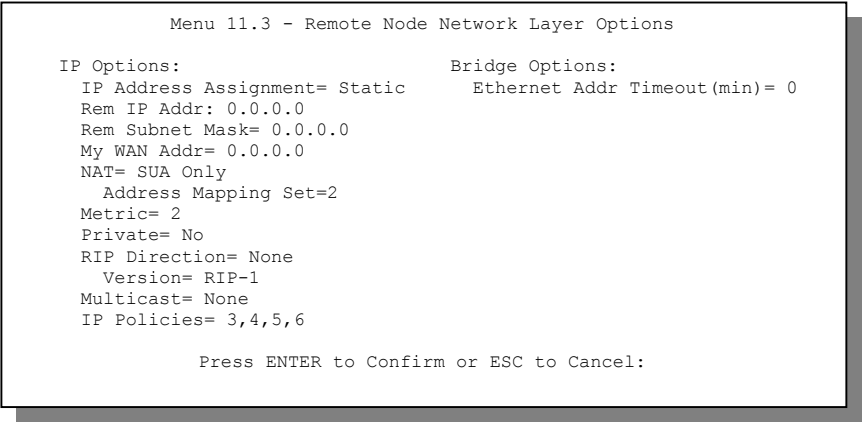 Menu 11.3 - Remote Node Network Layer Options
IP Options: Bridge Options:
IP Address Assignment= Static Ethernet Addr Timeout(min)= 0
Rem IP Addr: 0.0.0.0
Rem Subnet Mask= 0.0.0.0
My WAN Addr= 0.0.0.0
NAT= SUA Only
Address Mapping Set=2
Metric= 2
Private= No
RIP Direction= None
Version= RIP-1
Multicast= None
IP Policies= 3,4,5,6
Press ENTER to Confirm or ESC to Cancel: